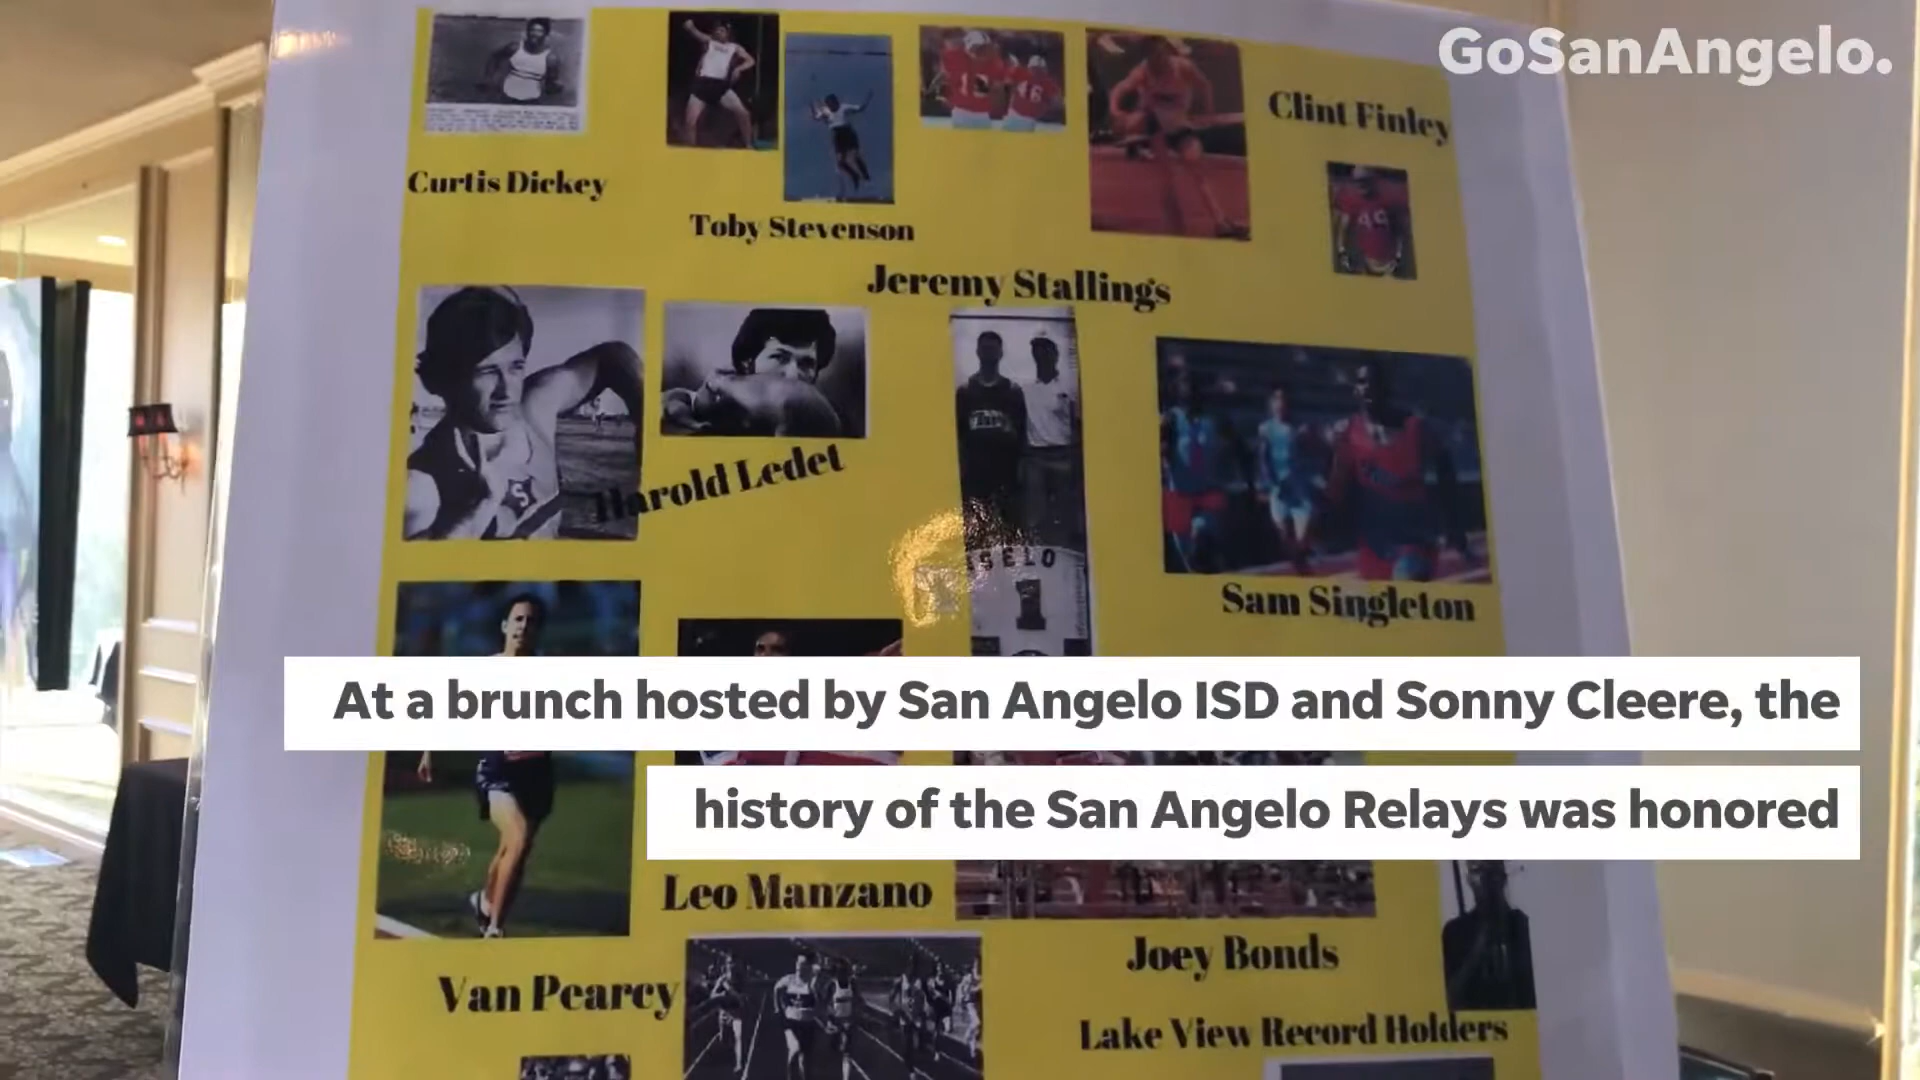 GoSanAngelo.
Clint Finley
Curtis Dickey
Toby Stevenson
Jeremy Stallings
Harold Ledet
Sam Singleton
At a brunch hosted by San Angelo ISD and Sonny Cleere, the
history of the San Angelo Relays was honored
Leo Manzano
Joey Bonds
Van Pearcy
Lake View Record Holders